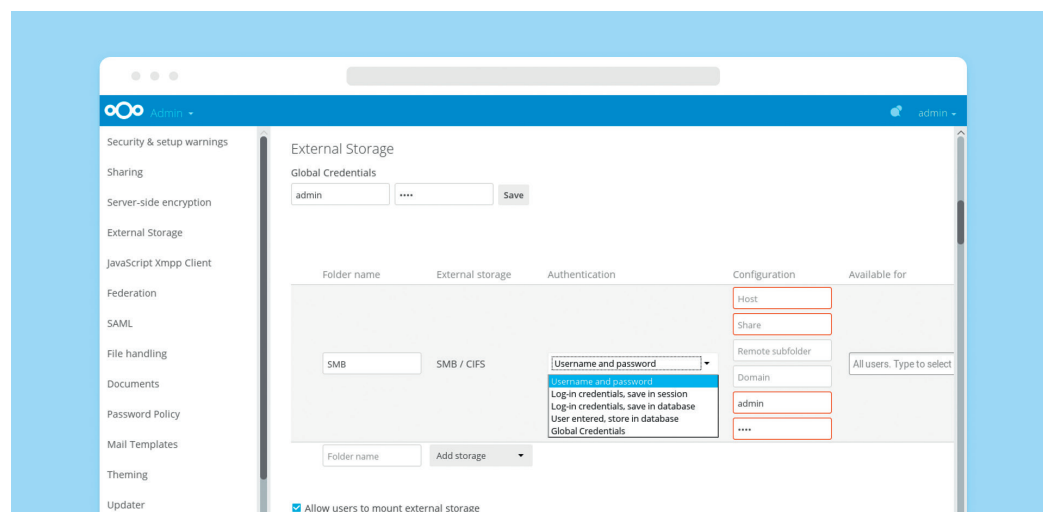 Admin
admin
Security & setup warnings
Sharing
Server-side encryption
External Storage
JavaScript Xmpp Client
Federation
SAML
File handling
Documents
Password Policy
Mail Templates
Theming
Updater
External Storage
Global Credentials
admin •••• Save
Folder name External storage Authentication Configuration Available for
SMB SMB / CIFS Username and password
Username and password
Log-in credentials, save in session
Log-in credentials, save in database
User entered, store in database
Global Credentials
Host
Share
Remote subfolder
Domain
admin
••••
All users. Type to select
Folder name Add storage
Allow users to mount external storage